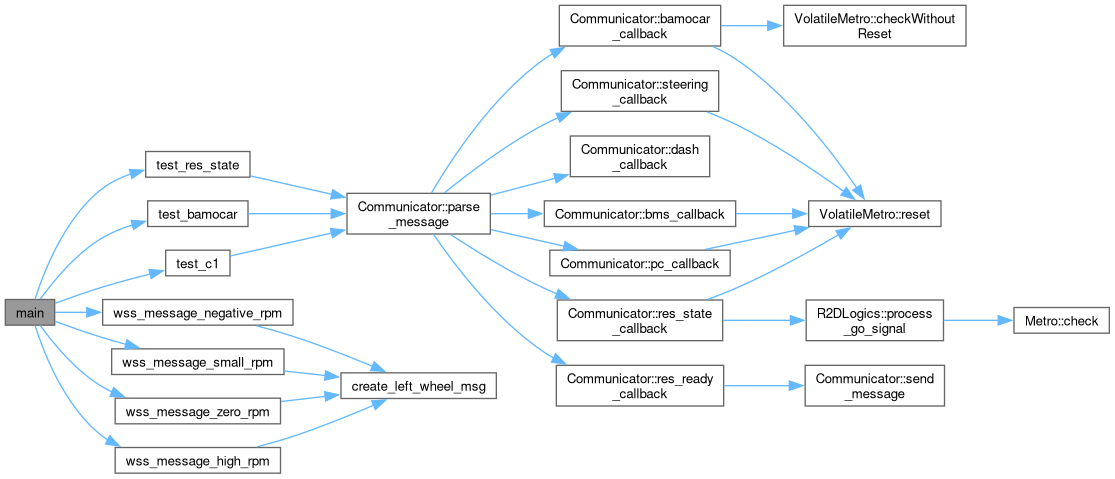 main
test_res_state
test_bamocar
test_c1
wss_message_negative_rpm
wss_message_small_rpm
wss_message_zero_rpm
wss_message_high_rpm
Communicator::parse
_message
create_left_wheel_msg
Communicator::bamocar
_callback
Communicator::steering
_callback
Communicator::dash
_callback
Communicator::bms_callback
Communicator::pc_callback
Communicator::res_state
_callback
Communicator::res_ready
_callback
VolatileMetro::checkWithout
Reset
VolatileMetro::reset
R2DLogics::process
_go_signal
Communicator::send
_message
Metro::check